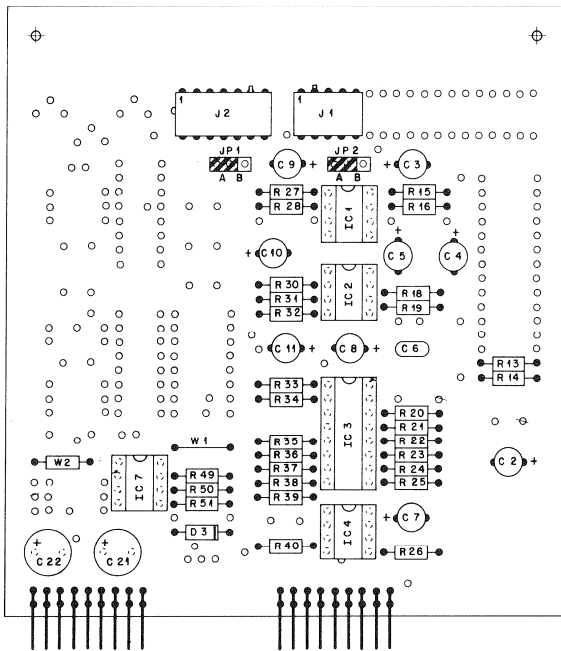 1 J2
1 J1
JP1
JP2
A B
A B
C9 +
+ C3
R27
R28
IC1
R15
R16
+ C10
+ C5
+ C4
R30
R31
R32
IC2
R18
R19
C11 +
C8 +
C6
R13
R14
R33
R34
IC3
R20
R21
R22
R23
R24
R25
W1
W2
IC7
R35
R36
R37
R38
R39
R49
R50
R51
C2 +
D3
IC4
+ C7
R40
R26
+ C22
+ C21